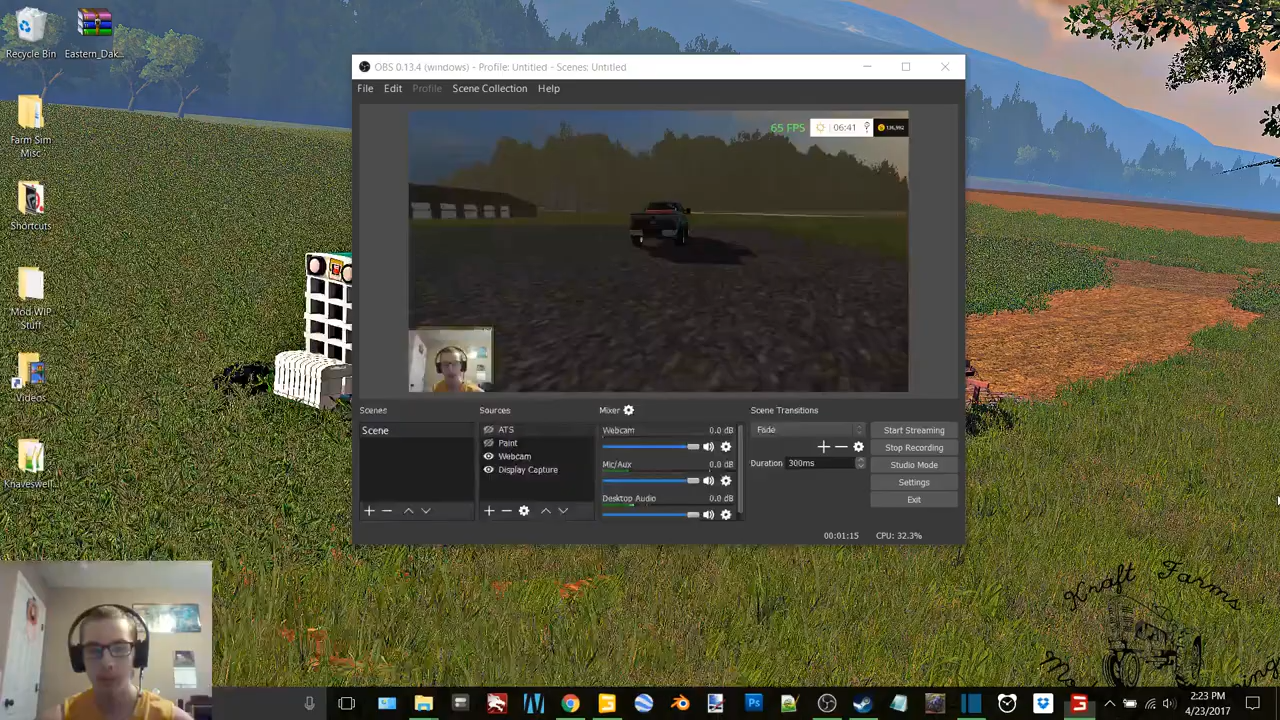 Recycle Bin
Eastern_Dak...
Farm Sim
Misc
Shortcuts
Mod WIP
Stuff
Videos
Knaveswell...
OBS 0.13.4 (windows) - Profile: Untitled - Scenes: Untitled
File Edit Profile Scene Collection Help
65 FPS 06:41
Scenes
Scene
Sources
ATS
Paint
Webcam
Display Capture
Mixer
Webcam 0.0 dB
Mic/Aux 0.0 dB
Desktop Audio 0.0 dB
Scene Transitions
Fade
Duration 300ms
Start Streaming
Stop Recording
Studio Mode
Settings
Exit
00:01:15 CPU: 32.3%
Kraft Farms
2:23 PM
4/23/2017